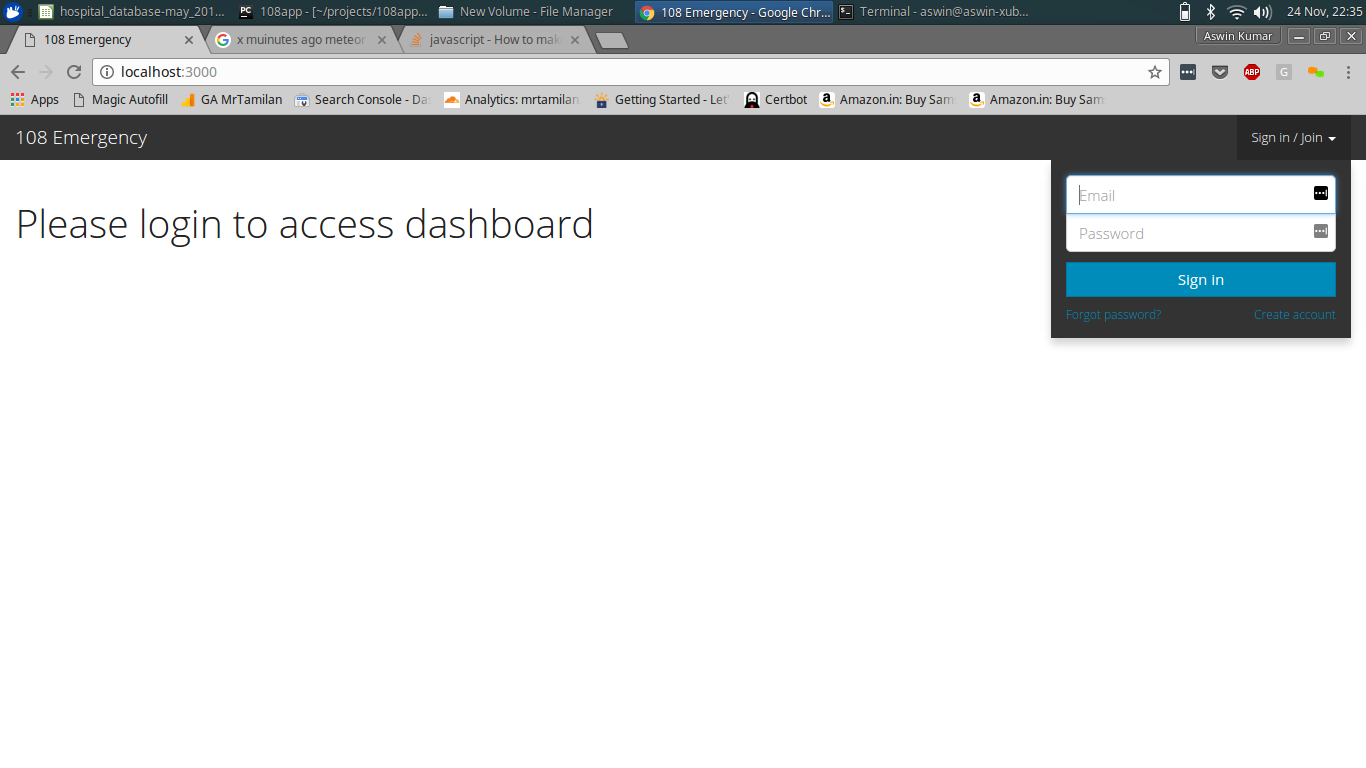 hospital_database-may_201... PC 108app - [~/projects/108app... New Volume - File Manager 108 Emergency - Google Chr... Terminal - aswin@aswin-xub... 24 Nov, 22:35
108 Emergency x muinutes ago meteor javascript - How to mak Aswin Kumar
localhost:3000 ABP G
Apps Magic Autofill GA MrTamilan Search Console - Da Analytics: mrtamilan. Getting Started - Let' Certbot Amazon.in: Buy Sam Amazon.in: Buy Sam
108 Emergency Sign in / Join
Please login to access dashboard
Email
Password
Sign in
Forgot password? Create account